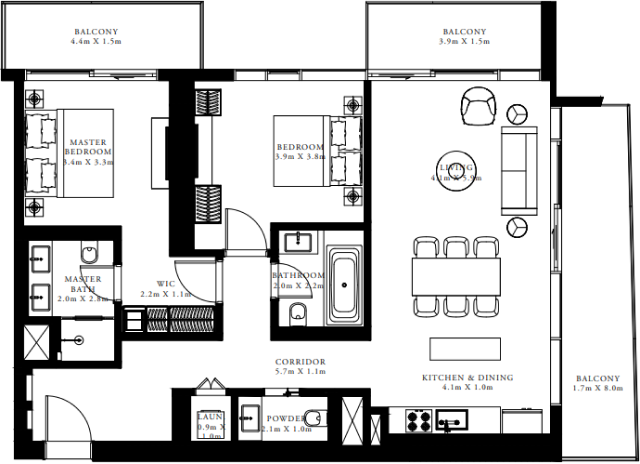 BALCONY
4.4m X 1.5m
BALCONY
3.9m X 1.5m
MASTER
BEDROOM
3.4m X 3.3m
BEDROOM
3.9m X 3.8m
LIVING
4.1m X 5.9m
MASTER
BATH
2.0m X 2.8m
WIC
2.2m X 1.1m
BATHROOM
2.0m X 2.2m
CORRIDOR
5.7m X 1.1m
KITCHEN & DINING
4.1m X 1.0m
BALCONY
1.7m X 8.0m
LAUN
0.9m X
1.0m
POWDER
2.1m X 1.0m